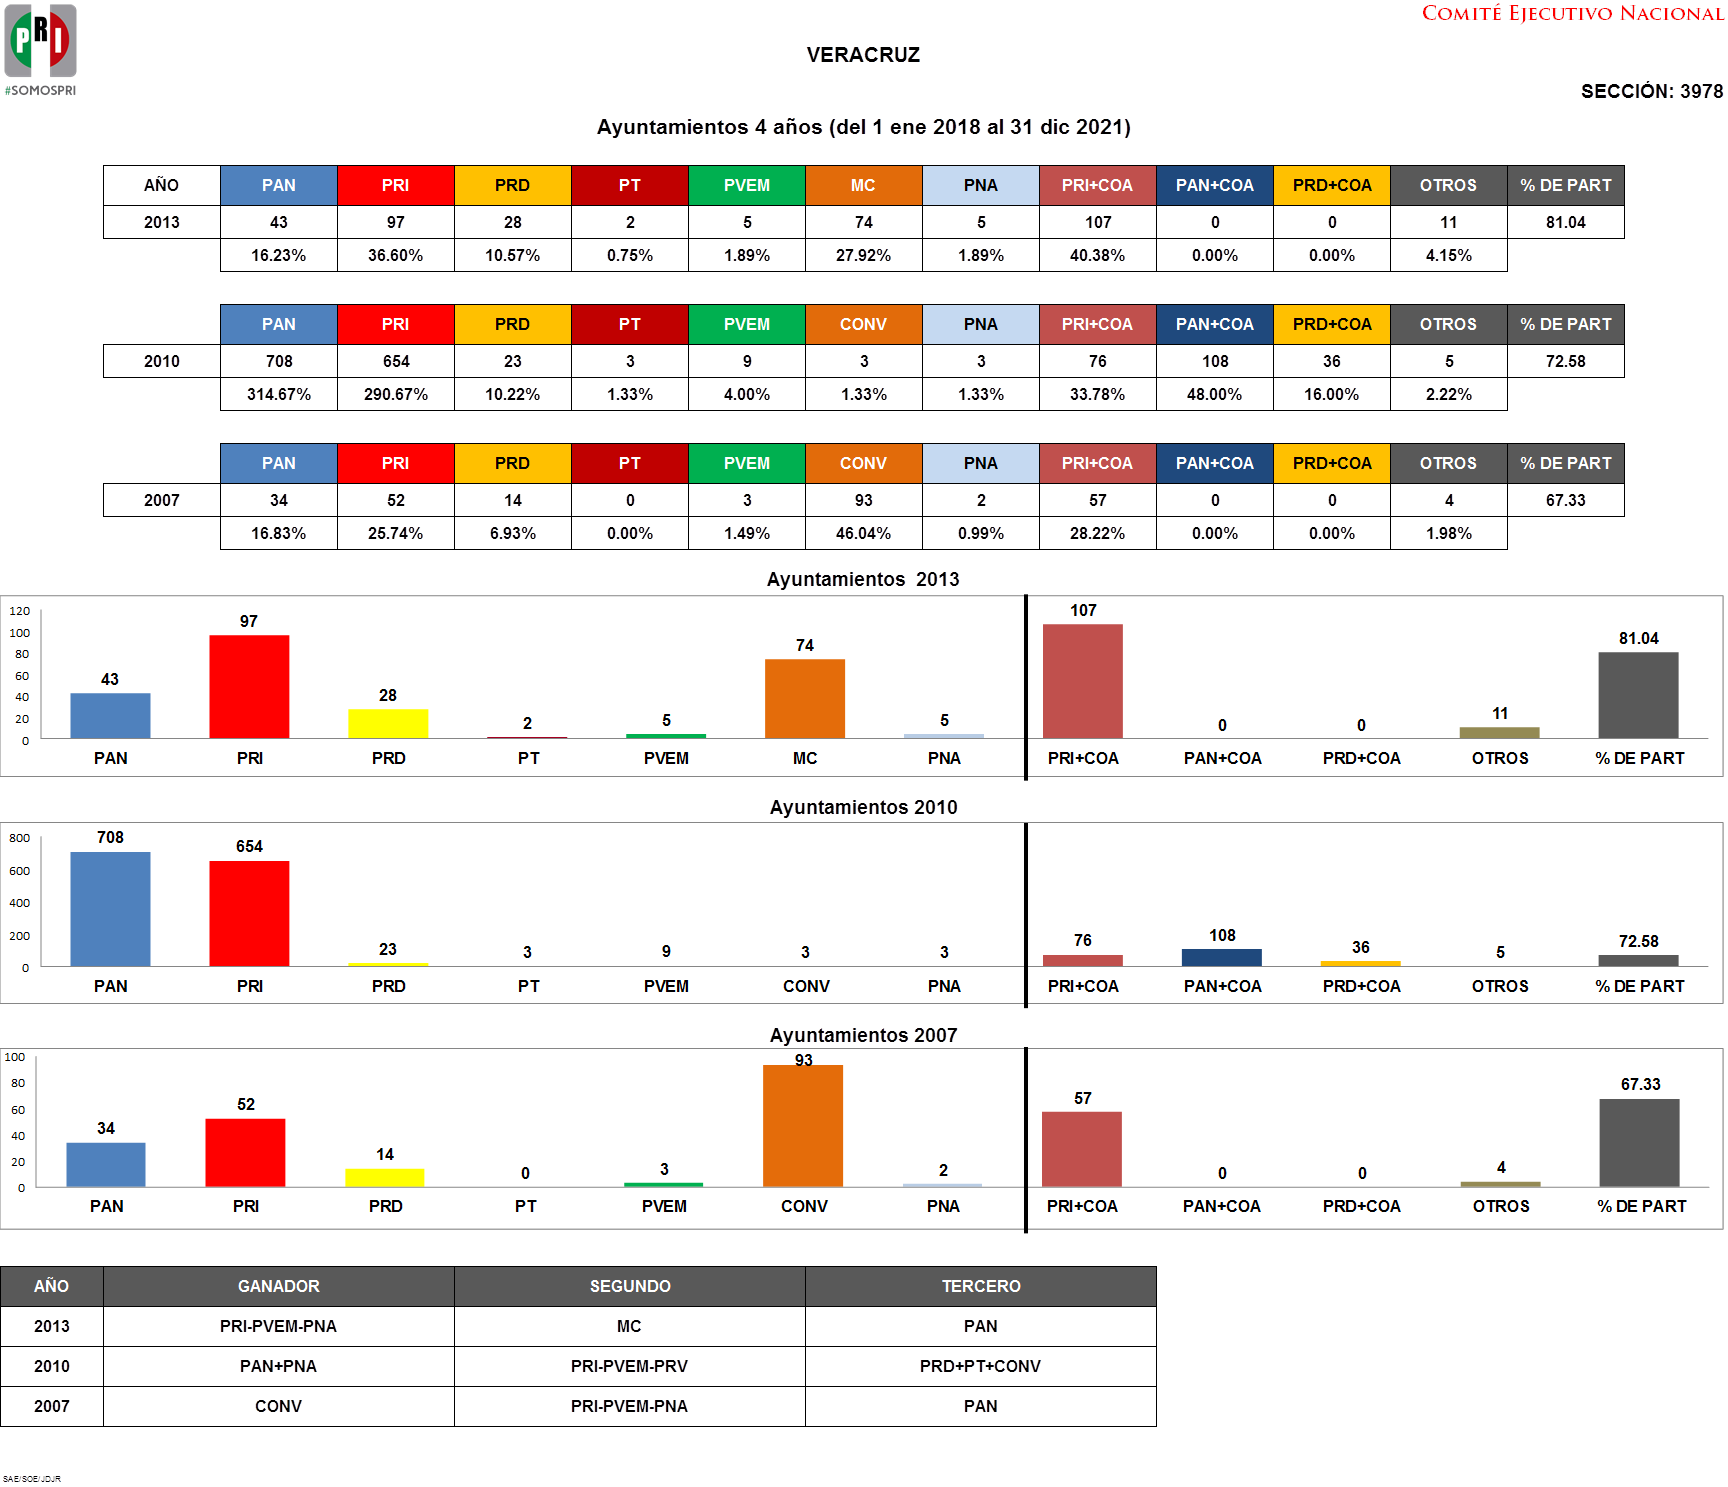 PRI
#SOMOSPRI
COMITÉ EJECUTIVO NACIONAL
VERACRUZ
SECCIÓN: 3978
Ayuntamientos 4 años (del 1 ene 2018 al 31 dic 2021)
AÑO PAN PRI PRD PT PVEM MC PNA PRI+COA PAN+COA PRD+COA OTROS % DE PART
2013 43 97 28 2 5 74 5 107 0 0 11 81.04
16.23% 36.60% 10.57% 0.75% 1.89% 27.92% 1.89% 40.38% 0.00% 0.00% 4.15%
PAN PRI PRD PT PVEM CONV PNA PRI+COA PAN+COA PRD+COA OTROS % DE PART
2010 708 654 23 3 9 3 3 76 108 36 5 72.58
314.67% 290.67% 10.22% 1.33% 4.00% 1.33% 1.33% 33.78% 48.00% 16.00% 2.22%
PAN PRI PRD PT PVEM CONV PNA PRI+COA PAN+COA PRD+COA OTROS % DE PART
2007 34 52 14 0 3 93 2 57 0 0 4 67.33
16.83% 25.74% 6.93% 0.00% 1.49% 46.04% 0.99% 28.22% 0.00% 0.00% 1.98%
Ayuntamientos 2013
120
100
80
60
40
20
0
43 97 28 2 5 74 5 107 0 0 11 81.04
PAN PRI PRD PT PVEM MC PNA PRI+COA PAN+COA PRD+COA OTROS % DE PART
Ayuntamientos 2010
800
600
400
200
0
708 654 23 3 9 3 3 76 108 36 5 72.58
PAN PRI PRD PT PVEM CONV PNA PRI+COA PAN+COA PRD+COA OTROS % DE PART
Ayuntamientos 2007
100
80
60
40
20
0
34 52 14 0 3 93 2 57 0 0 4 67.33
PAN PRI PRD PT PVEM CONV PNA PRI+COA PAN+COA PRD+COA OTROS % DE PART
AÑO GANADOR SEGUNDO TERCERO
2013 PRI-PVEM-PNA MC PAN
2010 PAN+PNA PRI-PVEM-PRV PRD+PT+CONV
2007 CONV PRI-PVEM-PNA PAN
SAE/SOE/JDJR